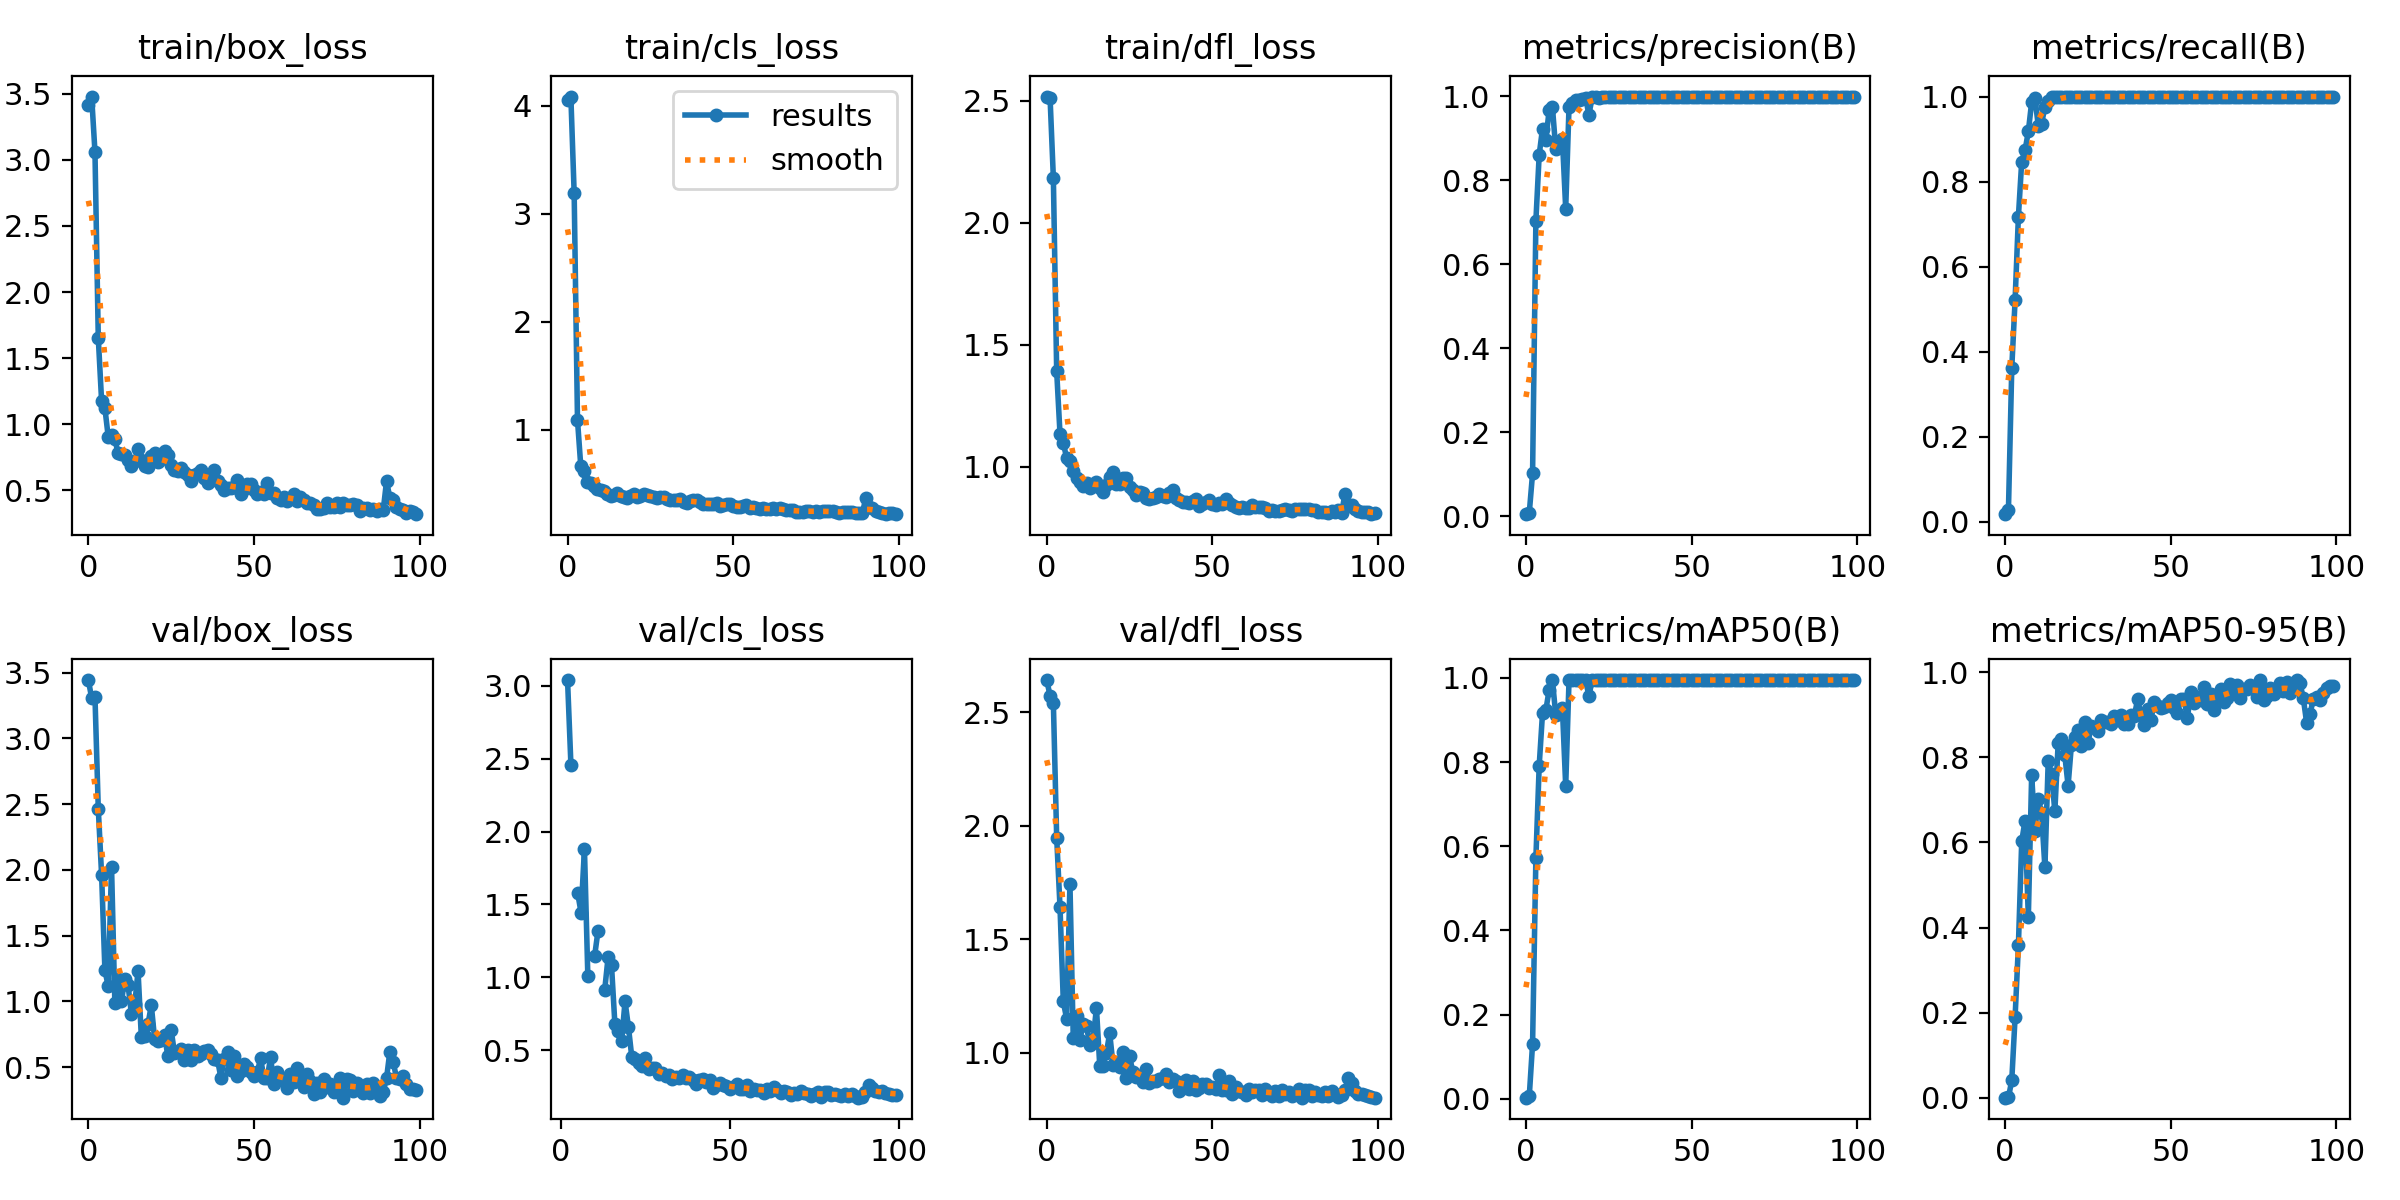 train/box_loss
3.5
3.0
2.5
2.0
1.5
1.0
0.5
0 50 100
train/cls_loss
results
smooth
4
3
2
1
0 50 100
train/dfl_loss
2.5
2.0
1.5
1.0
0 50 100
metrics/precision(B)
1.0
0.8
0.6
0.4
0.2
0.0
0 50 100
metrics/recall(B)
1.0
0.8
0.6
0.4
0.2
0.0
0 50 100
val/box_loss
3.5
3.0
2.5
2.0
1.5
1.0
0.5
0 50 100
val/cls_loss
3.0
2.5
2.0
1.5
1.0
0.5
0 50 100
val/dfl_loss
2.5
2.0
1.5
1.0
0 50 100
metrics/mAP50(B)
1.0
0.8
0.6
0.4
0.2
0.0
0 50 100
metrics/mAP50-95(B)
1.0
0.8
0.6
0.4
0.2
0.0
0 50 100